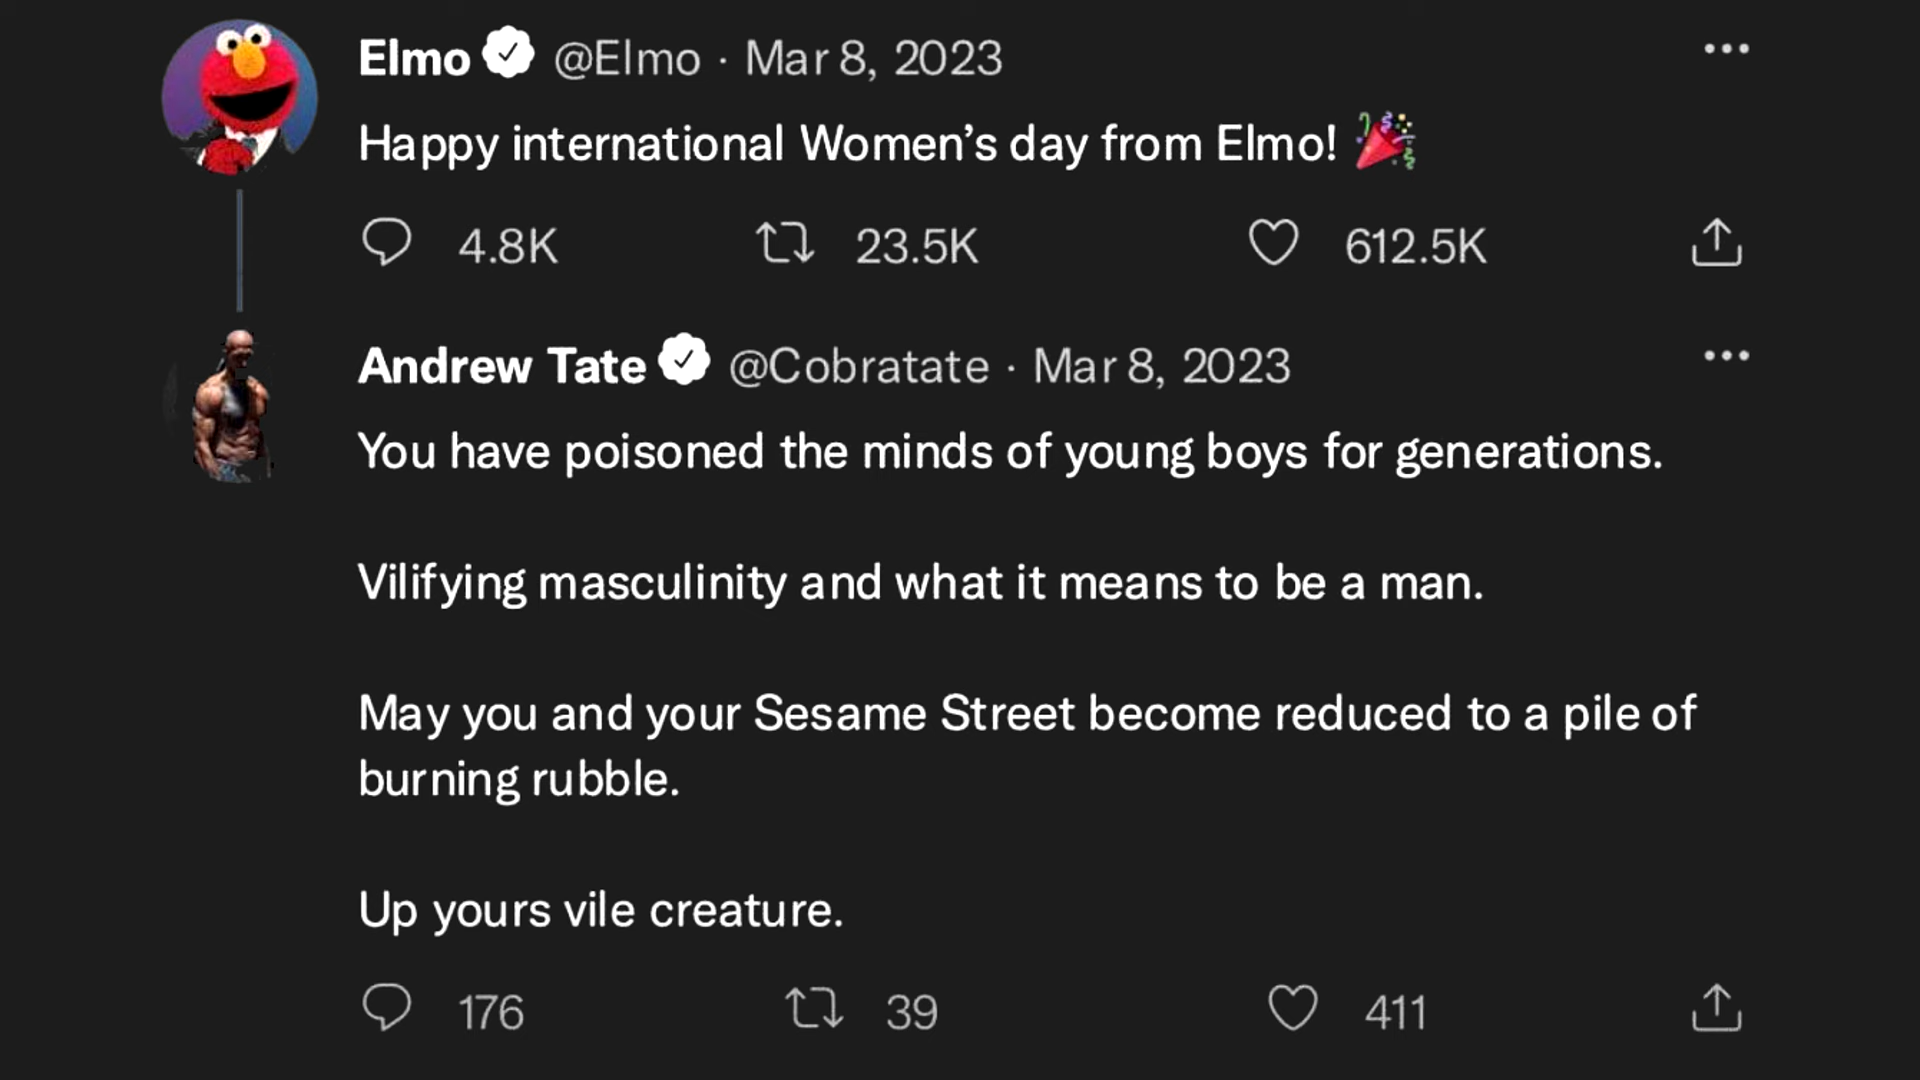 Elmo @Elmo · Mar 8, 2023
Happy international Women’s day from Elmo! 🎉
4.8K 23.5K 612.5K
Andrew Tate @Cobratate · Mar 8, 2023
You have poisoned the minds of young boys for generations.
Vilifying masculinity and what it means to be a man.
May you and your Sesame Street become reduced to a pile of
burning rubble.
Up yours vile creature.
176 39 411